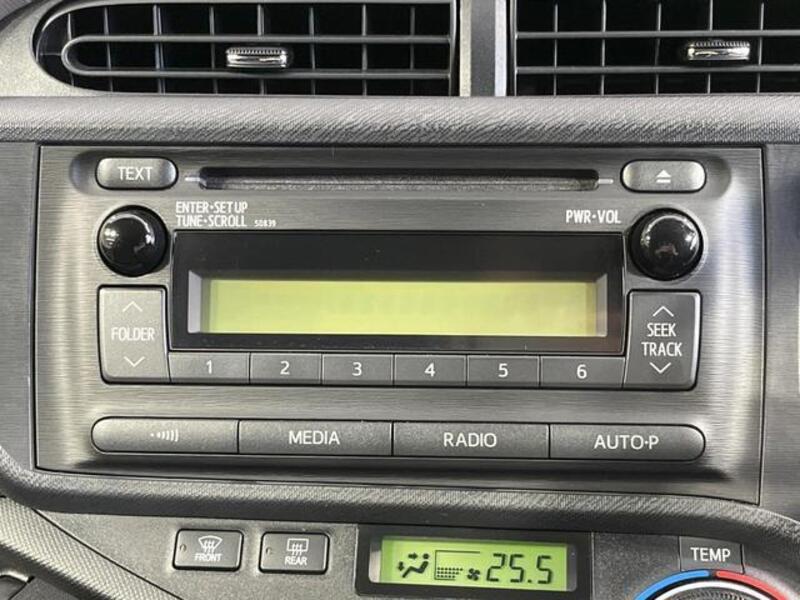 TEXT
ENTER•SETUP
TUNE•SCROLL 50839
PWR•VOL
FOLDER
SEEK
TRACK
1 2 3 4 5 6
MEDIA RADIO AUTO•P
FRONT REAR
25.5
TEMP